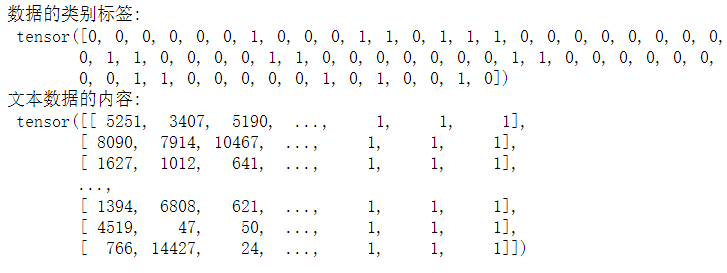 数据的类别标签:
tensor([0, 0, 0, 0, 0, 0, 1, 0, 0, 0, 1, 1, 0, 1, 1, 1, 0, 0, 0, 0, 0, 0, 0, 0,
0, 1, 1, 0, 0, 0, 0, 1, 1, 0, 0, 0, 0, 0, 0, 0, 1, 1, 0, 0, 0, 0, 0, 0,
0, 0, 1, 1, 0, 0, 0, 0, 0, 1, 0, 1, 0, 0, 1, 0])
文本数据的内容:
tensor([[ 5251, 3407, 5190, ..., 1, 1, 1],
[ 8090, 7914, 10467, ..., 1, 1, 1],
[ 1627, 1012, 641, ..., 1, 1, 1],
...,
[ 1394, 6808, 621, ..., 1, 1, 1],
[ 4519, 47, 50, ..., 1, 1, 1],
[ 766, 14427, 24, ..., 1, 1, 1]])